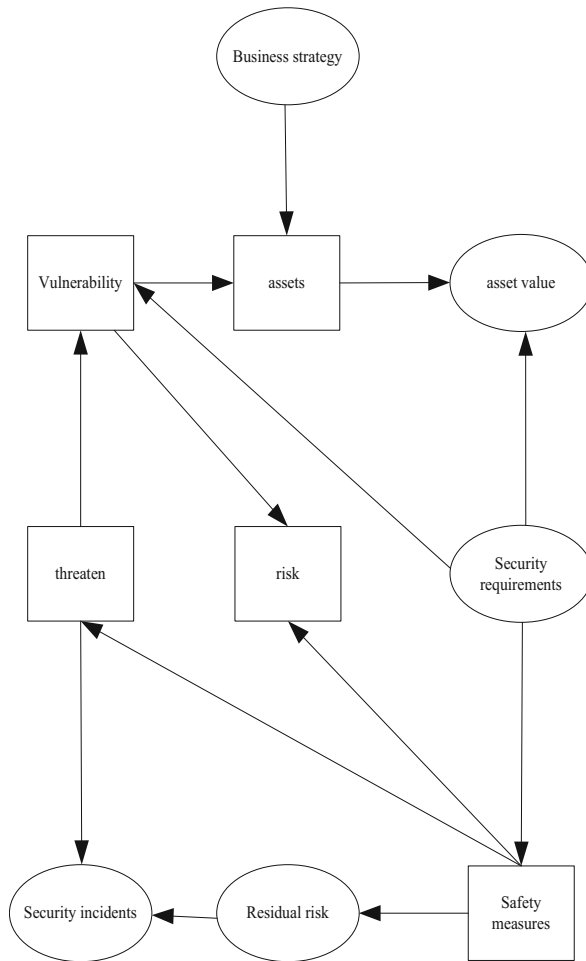 Business strategy
Vulnerability
assets
asset value
threaten
risk
Security
requirements
Security incidents
Residual risk
Safety
measures